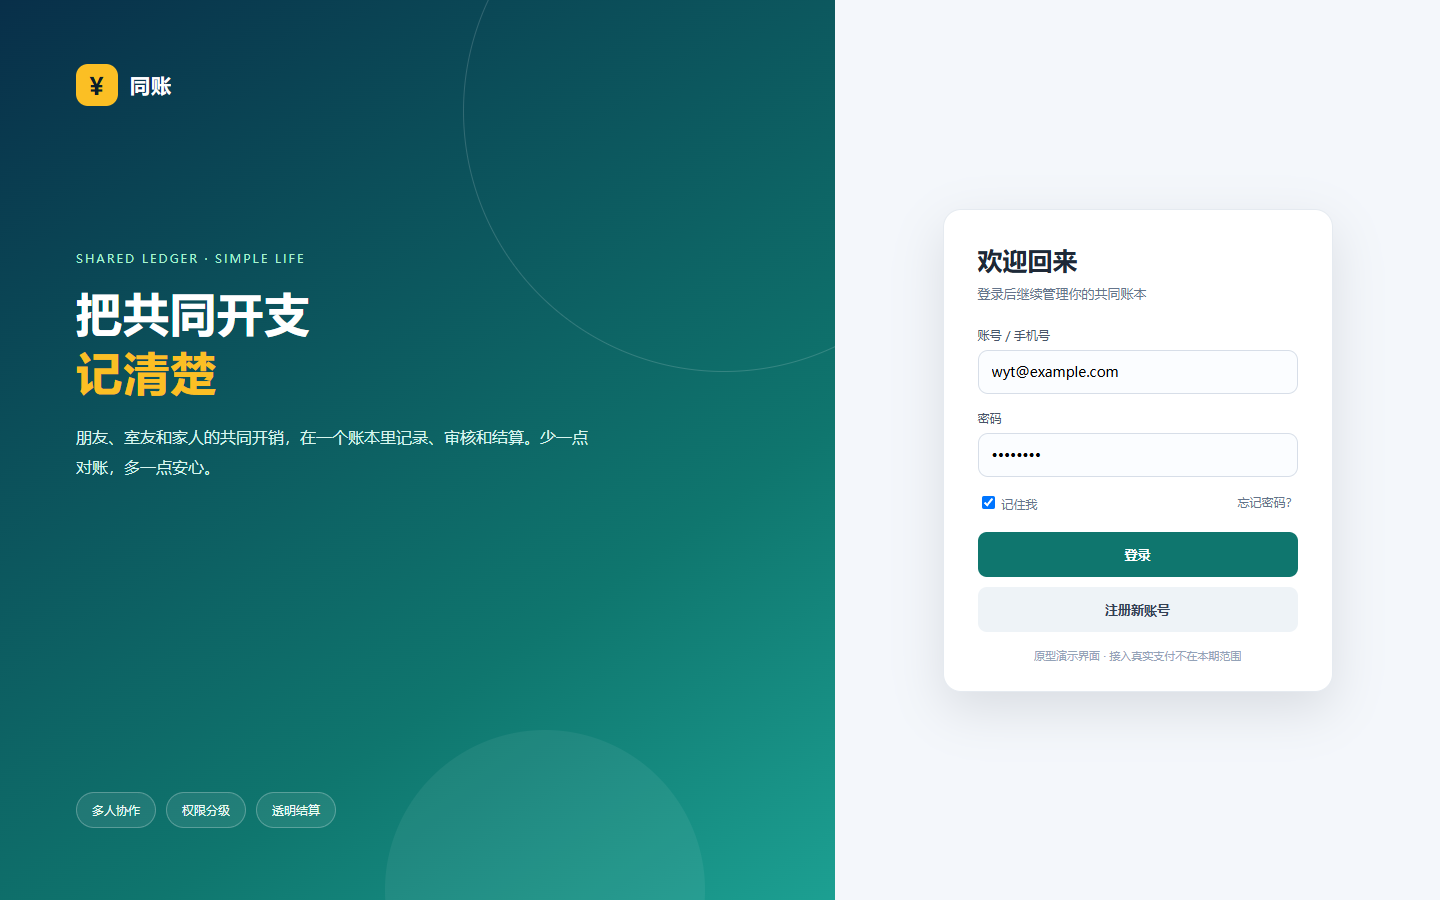 ¥ 同账
SHARED LEDGER · SIMPLE LIFE
把共同开支
记清楚
朋友、室友和家人的共同开销，在一个账本里记录、审核和结算。少一点
对账，多一点安心。
多人协作 权限分级 透明结算
欢迎回来
登录后继续管理你的共同账本
账号 / 手机号
wyt@example.com
密码
••••••••
记住我 忘记密码?
登录
注册新账号
原型演示界面 · 接入真实支付不在本期范围